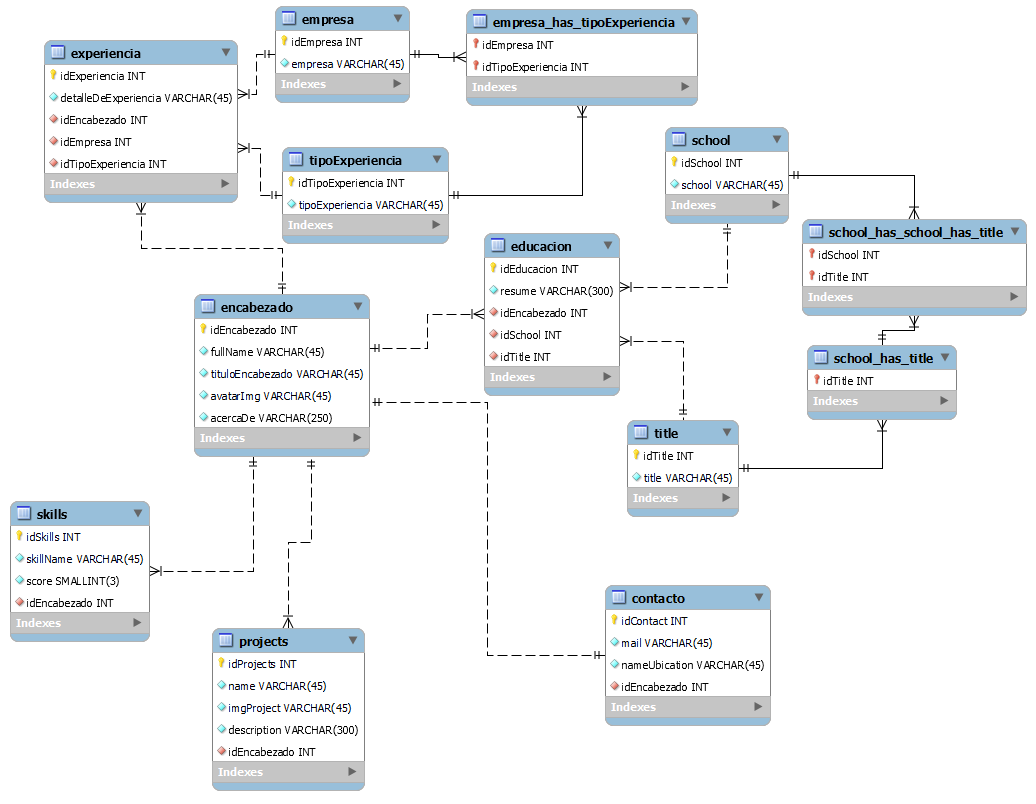 empresa
idEmpresa INT
empresa VARCHAR(45)
Indexes
empresa_has_tipoExperiencia
idEmpresa INT
idTipoExperiencia INT
Indexes
experiencia
idExperiencia INT
detalleDeExperiencia VARCHAR(45)
idEncabezado INT
idEmpresa INT
idTipoExperiencia INT
Indexes
tipoExperiencia
idTipoExperiencia INT
tipoExperiencia VARCHAR(45)
Indexes
school
idSchool INT
school VARCHAR(45)
Indexes
school_has_school_has_title
idSchool INT
idTitle INT
Indexes
educacion
idEducacion INT
resume VARCHAR(300)
idEncabezado INT
idSchool INT
idTitle INT
Indexes
encabezado
idEncabezado INT
fullName VARCHAR(45)
tituloEncabezado VARCHAR(45)
avatarImg VARCHAR(45)
acercaDe VARCHAR(250)
Indexes
school_has_title
idTitle INT
Indexes
title
idTitle INT
title VARCHAR(45)
Indexes
skills
idSkills INT
skillName VARCHAR(45)
score SMALLINT(3)
idEncabezado INT
Indexes
contacto
idContact INT
mail VARCHAR(45)
nameUbication VARCHAR(45)
idEncabezado INT
Indexes
projects
idProjects INT
name VARCHAR(45)
imgProject VARCHAR(45)
description VARCHAR(300)
idEncabezado INT
Indexes